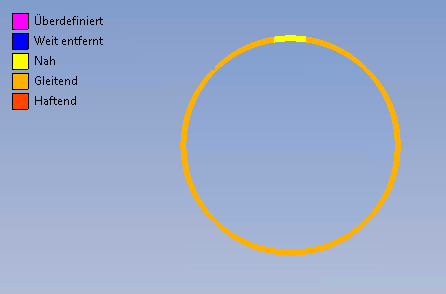 Überdefiniert
Weit entfernt
Nah
Gleitend
Haftend